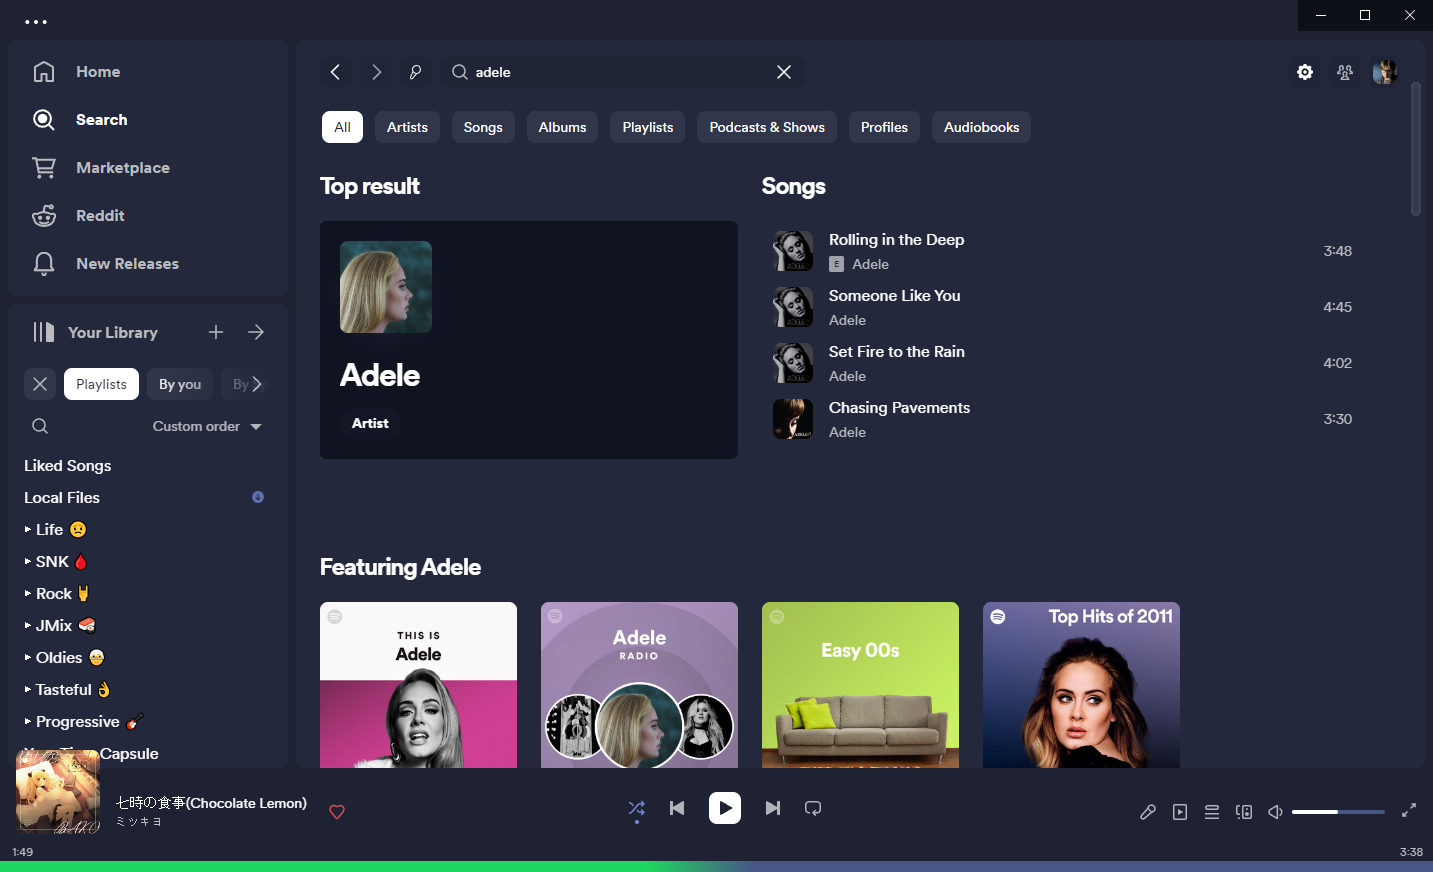 Home
Search
Marketplace
Reddit
New Releases
Your Library
Playlists
By you
By
Custom order
Liked Songs
Local Files
Life
SNK
Rock
JMix
Oldies
Tasteful
Progressive
Capsule
adele
All
Artists
Songs
Albums
Playlists
Podcasts & Shows
Profiles
Audiobooks
Top result
Adele
Artist
Songs
Rolling in the Deep
E Adele
3:48
Someone Like You
Adele
4:45
Set Fire to the Rain
Adele
4:02
Chasing Pavements
Adele
3:30
Featuring Adele
THIS IS
Adele
Adele
RADIO
Easy 00s
Top Hits of 2011
七時の食事(Chocolate Lemon)
ミツキヨ
1:49
3:38